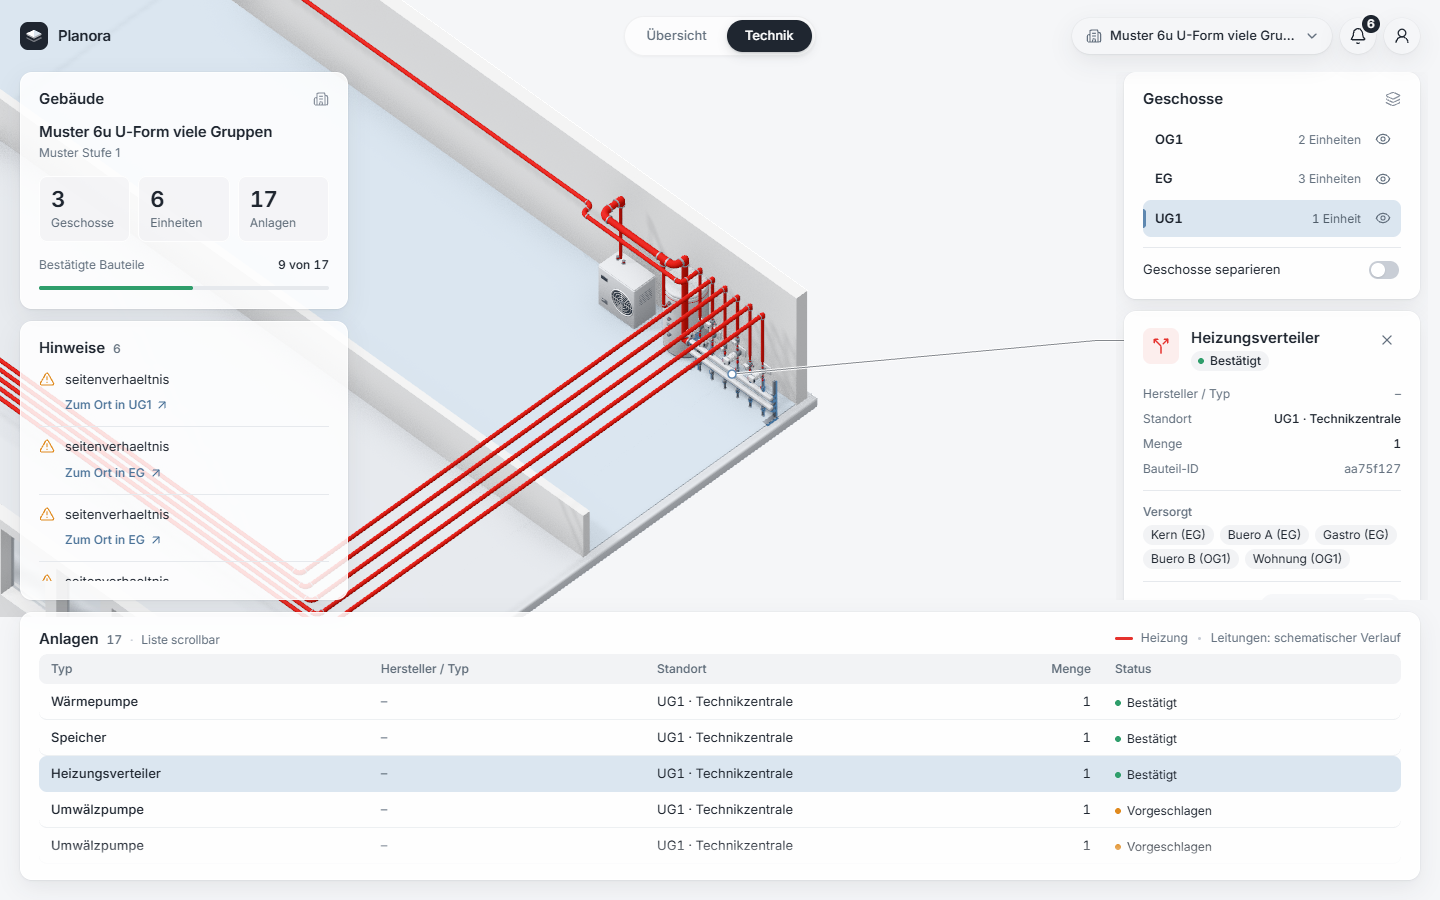 Planora
Übersicht
Technik
Muster 6u U-Form viele Gru...
6
Gebäude
Muster 6u U-Form viele Gruppen
Muster Stufe 1
3
Geschosse
6
Einheiten
17
Anlagen
Bestätigte Bauteile
9 von 17
Hinweise 6
seitenverhaeltnis
Zum Ort in UG1
seitenverhaeltnis
Zum Ort in EG
seitenverhaeltnis
Zum Ort in EG
seitenverhaeltnis
Geschosse
OG1 2 Einheiten
EG 3 Einheiten
UG1 1 Einheit
Geschosse separieren
Heizungsverteiler
Bestätigt
Hersteller / Typ –
Standort UG1 · Technikzentrale
Menge 1
Bauteil-ID aa75f127
Versorgt
Kern (EG) Buero A (EG) Gastro (EG)
Buero B (OG1) Wohnung (OG1)
Anlagen 17 · Liste scrollbar
Heizung • Leitungen: schematischer Verlauf
Typ Hersteller / Typ Standort Menge Status
Wärmepumpe – UG1 · Technikzentrale 1 Bestätigt
Speicher – UG1 · Technikzentrale 1 Bestätigt
Heizungsverteiler – UG1 · Technikzentrale 1 Bestätigt
Umwälzpumpe – UG1 · Technikzentrale 1 Vorgeschlagen
Umwälzpumpe – UG1 · Technikzentrale 1 Vorgeschlagen